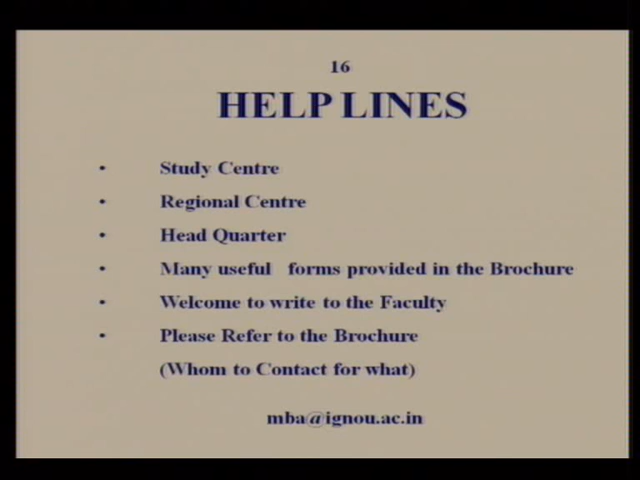 16
HELP LINES
• Study Centre
• Regional Centre
• Head Quarter
• Many useful forms provided in the Brochure
• Welcome to write to the Faculty
• Please Refer to the Brochure
(Whom to Contact for what)
mba@ignou.ac.in